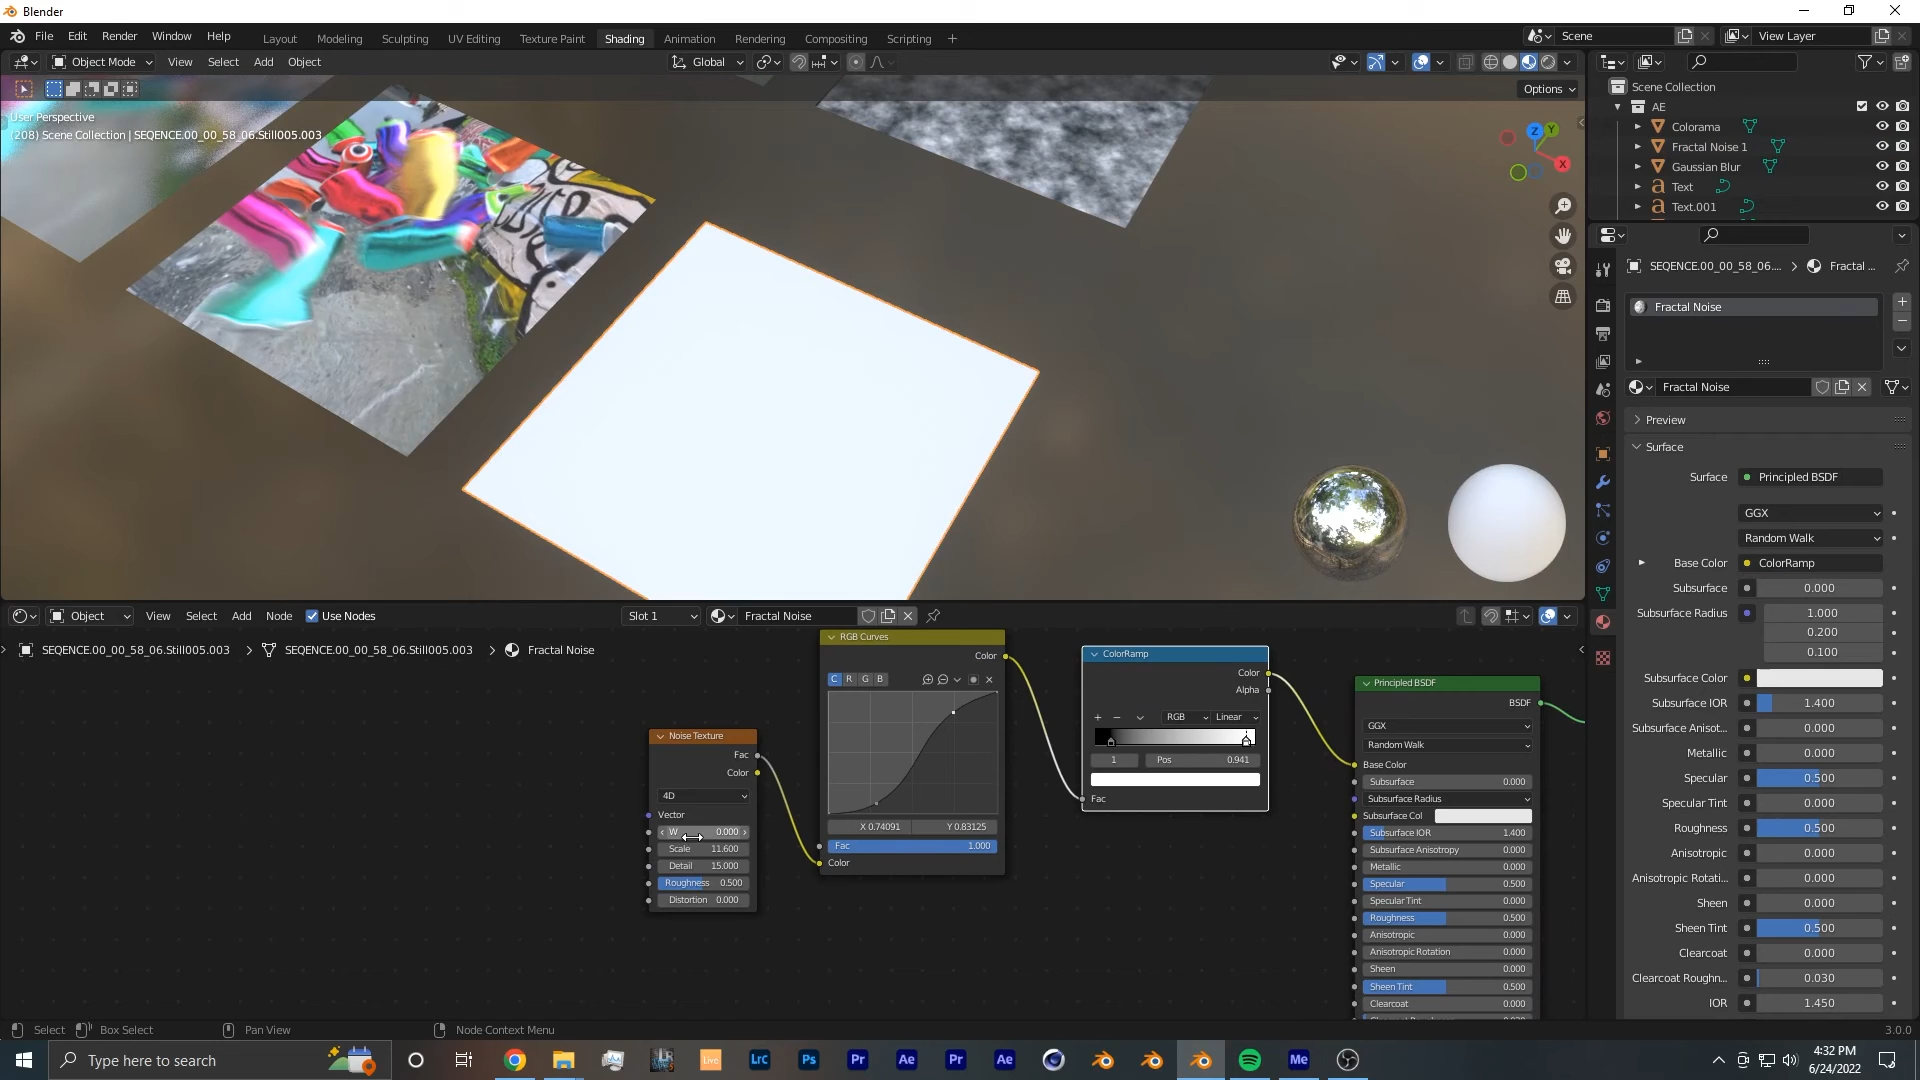 Blender
File Edit Render Window Help
Layout Modeling Sculpting UV Editing Texture Paint Shading Animation Rendering Compositing Scripting
Scene
View Layer
Object Mode View Select Add Object
Global
Options
User Perspective
(208) Scene Collection | SEQENCE.00_00_58_06.Still005.003
Z Y X
Scene Collection
AE
Colorama
Fractal Noise 1
Gaussian Blur
Text
Text.001
SEQENCE.00_00_58_06.... Fractal ...
Fractal Noise
Fractal Noise
Preview
Surface
Surface Principled BSDF
GGX
Random Walk
Base Color ColorRamp
Subsurface 0.000
Subsurface Radius 1.000
0.200
0.100
Subsurface Color
Subsurface IOR 1.400
Subsurface Anisot... 0.000
Metallic 0.000
Specular 0.500
Specular Tint 0.000
Roughness 0.500
Anisotropic 0.000
Anisotropic Rotati... 0.000
Sheen 0.000
Sheen Tint 0.500
Clearcoat 0.000
Clearcoat Roughn... 0.030
IOR 1.450
Object View Select Add Node Use Nodes Slot 1 Fractal Noise
SEQENCE.00_00_58_06.Still005.003 SEQENCE.00_00_58_06.Still005.003 Fractal Noise
Noise Texture
Fac
Color
4D
Vector
W 0.000
Scale 11.600
Detail 15.000
Roughness 0.500
Distortion 0.000
RGB Curves
Color
C R G B
X 0.74091 Y 0.83125
Fac 1.000
Color
ColorRamp
Color
Alpha
RGB Linear
1 Pos 0.941
Fac
Principled BSDF
BSDF
GGX
Random Walk
Base Color
Subsurface 0.000
Subsurface Radius
Subsurface Col
Subsurface IOR 1.400
Subsurface Anisotropy 0.000
Metallic 0.000
Specular 0.500
Specular Tint 0.000
Roughness 0.500
Anisotropic 0.000
Anisotropic Rotation 0.000
Sheen 0.000
Sheen Tint 0.500
Clearcoat 0.000
Select Box Select Pan View Node Context Menu 3.0.0
Type here to search
Live LrC Ps Pr Ae Pr Ae Me
4:32 PM
6/24/2022